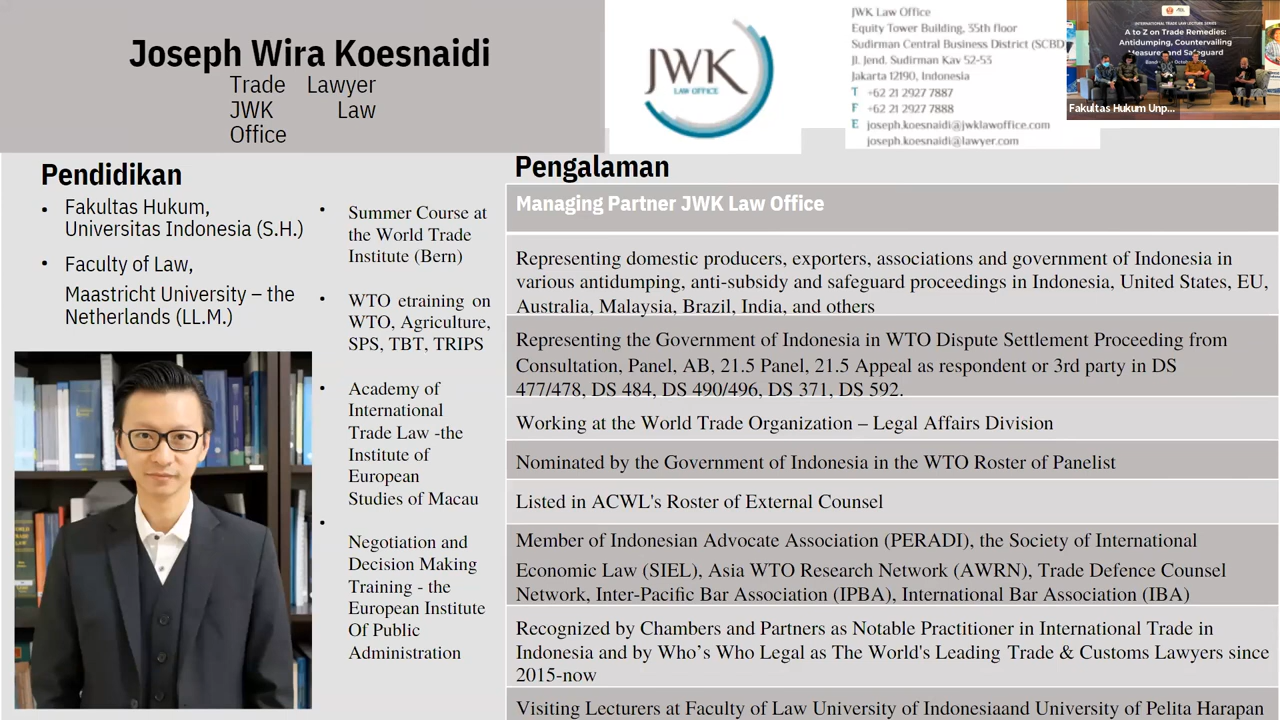 Joseph Wira Koesnaidi
Trade Lawyer
JWK Law
Office
JWK
LAW OFFICE
JWK Law Office
Equity Tower Building, 35th floor
Sudirman Central Business District (SCBD)
Jl. Jend. Sudirman Kav 52-53
Jakarta 12190, Indonesia
T +62 21 2927 7887
F +62 21 2927 7888
E joseph.koesnaidi@jwklawoffice.com
joseph.koesnaidi@lawyer.com
INTERNATIONAL TRADE LAW LECTURE SERIES
A to Z on Trade Remedies:
Antidumping, Countervailing
Measures and Safeguard
Fakultas Hukum Unp...
Pendidikan
• Fakultas Hukum,
Universitas Indonesia (S.H.)
• Faculty of Law,
Maastricht University – the
Netherlands (LL.M.)
• Summer Course at
the World Trade
Institute (Bern)
• WTO etraining on
WTO, Agriculture,
SPS, TBT, TRIPS
• Academy of
International
Trade Law -the
Institute of
European
Studies of Macau
•
Negotiation and
Decision Making
Training - the
European Institute
Of Public
Administration
Pengalaman
Managing Partner JWK Law Office
Representing domestic producers, exporters, associations and government of Indonesia in
various antidumping, anti-subsidy and safeguard proceedings in Indonesia, United States, EU,
Australia, Malaysia, Brazil, India, and others
Representing the Government of Indonesia in WTO Dispute Settlement Proceeding from
Consultation, Panel, AB, 21.5 Panel, 21.5 Appeal as respondent or 3rd party in DS
477/478, DS 484, DS 490/496, DS 371, DS 592.
Working at the World Trade Organization – Legal Affairs Division
Nominated by the Government of Indonesia in the WTO Roster of Panelist
Listed in ACWL's Roster of External Counsel
Member of Indonesian Advocate Association (PERADI), the Society of International
Economic Law (SIEL), Asia WTO Research Network (AWRN), Trade Defence Counsel
Network, Inter-Pacific Bar Association (IPBA), International Bar Association (IBA)
Recognized by Chambers and Partners as Notable Practitioner in International Trade in
Indonesia and by Who's Who Legal as The World's Leading Trade & Customs Lawyers since
2015-now
Visiting Lecturers at Faculty of Law University of Indonesiaand University of Pelita Harapan